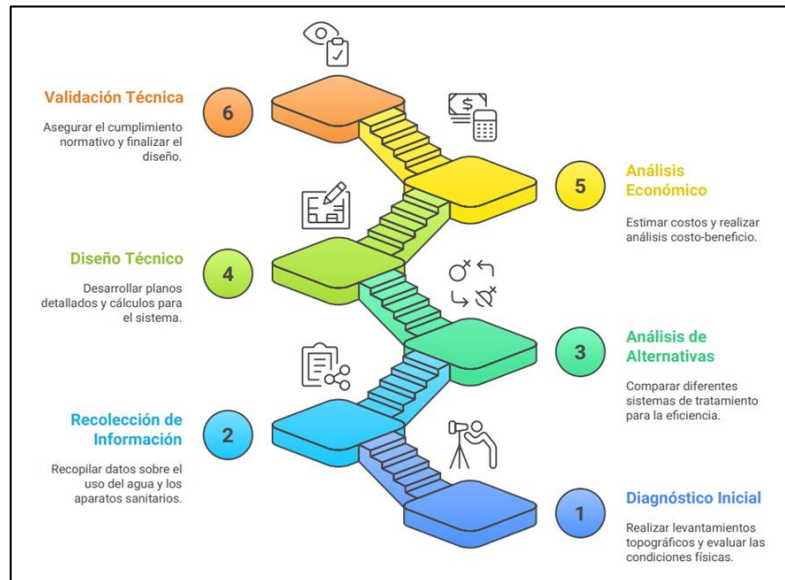 Validación Técnica
6
Asegurar el cumplimiento
normativo y finalizar el
diseño.
$
Análisis
Económico
5
Estimar costos y realizar
análisis costo-beneficio.
Diseño Técnico
4
Desarrollar planos
detallados y cálculos para
el sistema.
Análisis de
Alternativas
3
Comparar diferentes
sistemas de tratamiento
para la eficiencia.
Recolección de
Información
2
Recopilar datos sobre el
uso del agua y los
aparatos sanitarios.
Diagnóstico Inicial
1
Realizar levantamientos
topográficos y evaluar las
condiciones físicas.